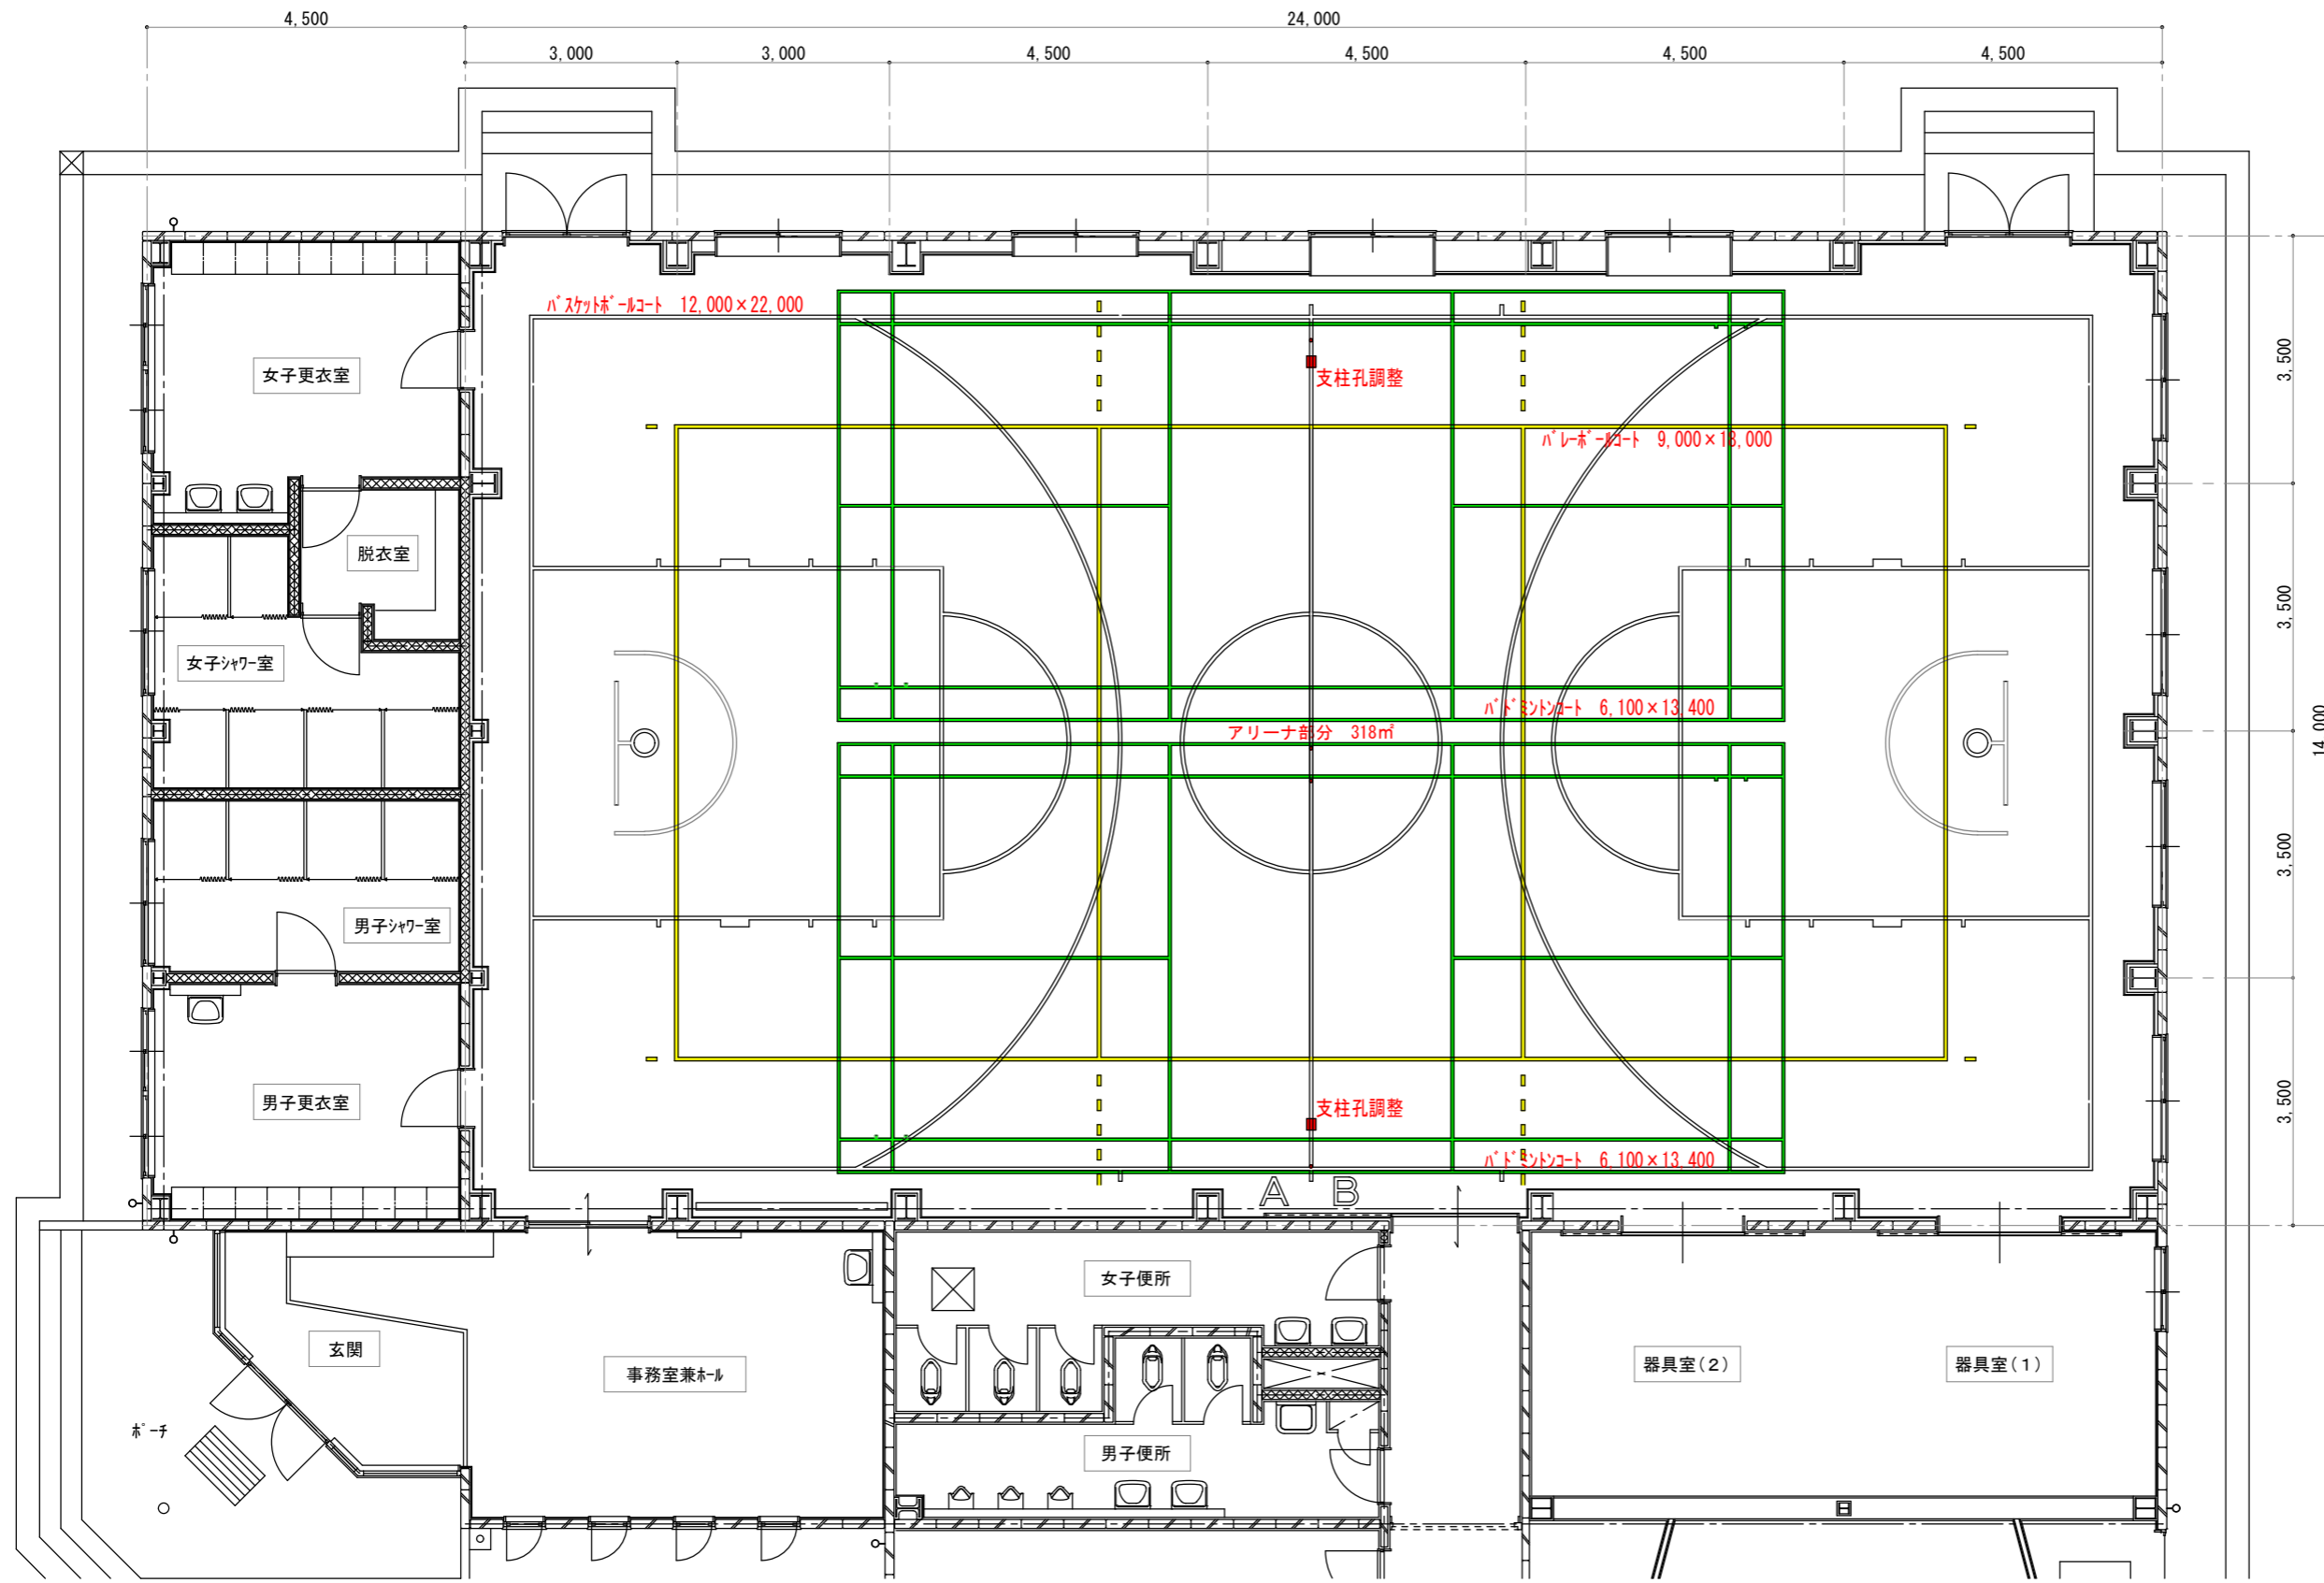 4,500
24,000
3,000
3,000
4,500
4,500
4,500
4,500
バスケットボールコート 12,000×22,000
支柱孔調整
女子更衣室
3,500
バレーボールコート 9,000×18,000
脱衣室
3,500
女子シャワー室
バドミントンコート 6,100×13,400
アリーナ部分 318㎡
14,000
3,500
男子シャワー室
男子更衣室
支柱孔調整
3,500
バドミントンコート 6,100×13,400
A B
女子便所
玄関
事務室兼ホール
器具室(2)
器具室(1)
ポーチ
男子便所